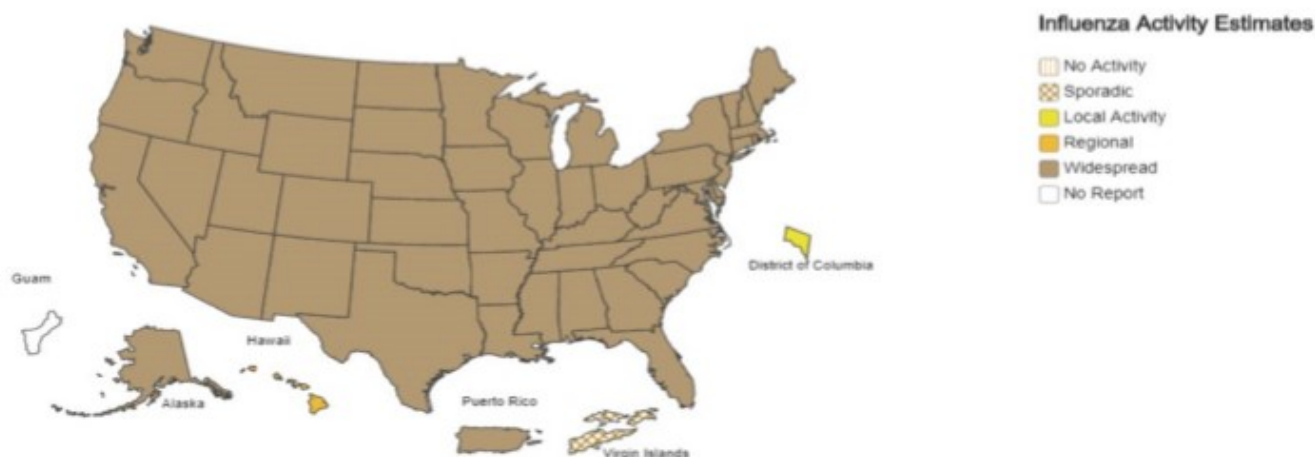 Influenza Activity Estimates
No Activity
Sporadic
Local Activity
Regional
Widespread
No Report
District of Columbia
Guam
Hawaii
Alaska
Puerto Rico
Virgin Islands